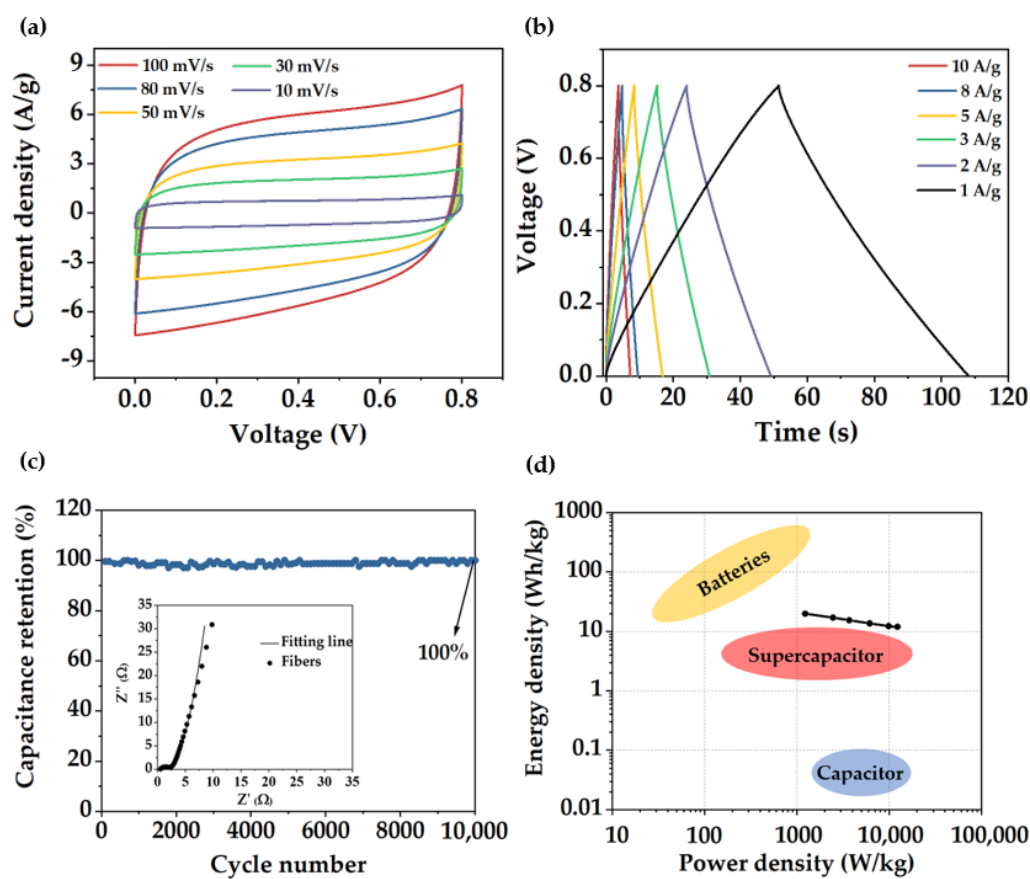 (a)
Current density (A/g)
9
6
3
0
-3
-6
-9
100 mV/s
80 mV/s
50 mV/s
30 mV/s
10 mV/s
0.0
0.2
0.4
0.6
0.8
Voltage (V)
(b)
Voltage (V)
0.8
0.6
0.4
0.2
0.0
10 A/g
8 A/g
5 A/g
3 A/g
2 A/g
1 A/g
0
20
40
60
80
100
120
Time (s)
(c)
Capacitance retention (%)
120
100
80
60
40
20
0
100%
Z'' (Ω)
35
30
25
20
15
10
5
0
Fitting line
Fibers
0
5
10
15
20
25
30
35
Z' (Ω)
0
2000
4000
6000
8000
10,000
Cycle number
(d)
Energy density (Wh/kg)
1000
100
10
1
0.1
0.01
Batteries
Supercapacitor
Capacitor
10
100
1000
10,000
100,000
Power density (W/kg)